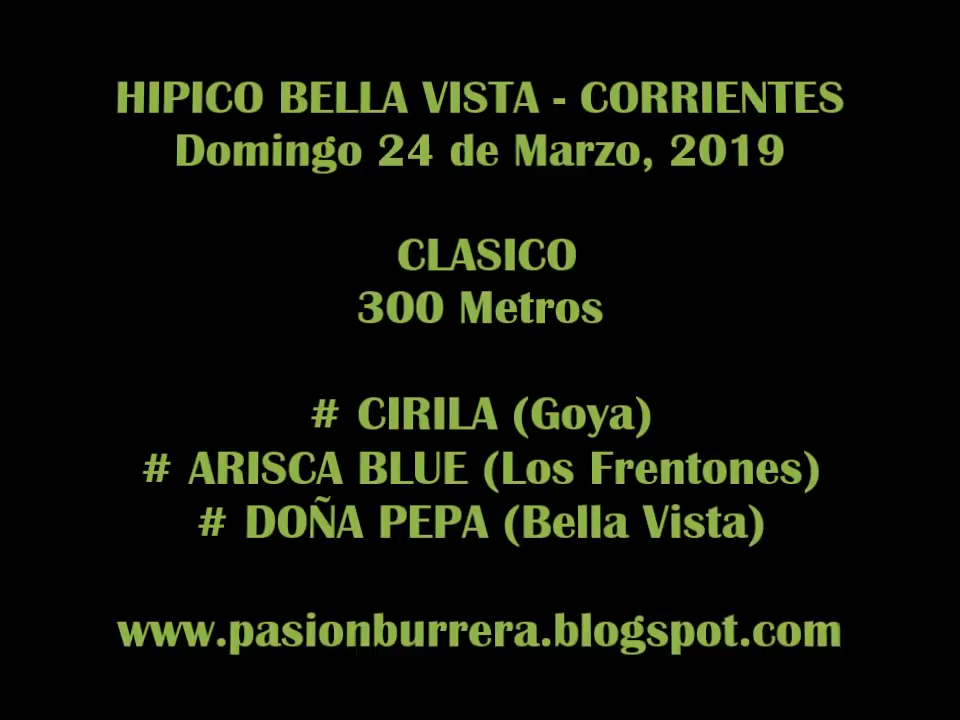 HIPICO BELLA VISTA - CORRIENTES
Domingo 24 de Marzo, 2019
CLASICO
300 Metros
# CIRILA (Goya)
# ARISCA BLUE (Los Frentones)
# DOÑA PEPA (Bella Vista)
www.pasionburrera.blogspot.com